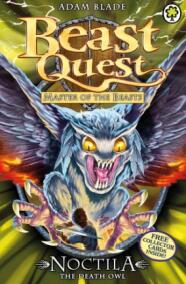 ADAM BLADE
Beast
Quest
MASTER OF THE BEASTS
FREE
COLLECTOR
CARDS
INSIDE!
NOCTILA
THE DEATH OWL